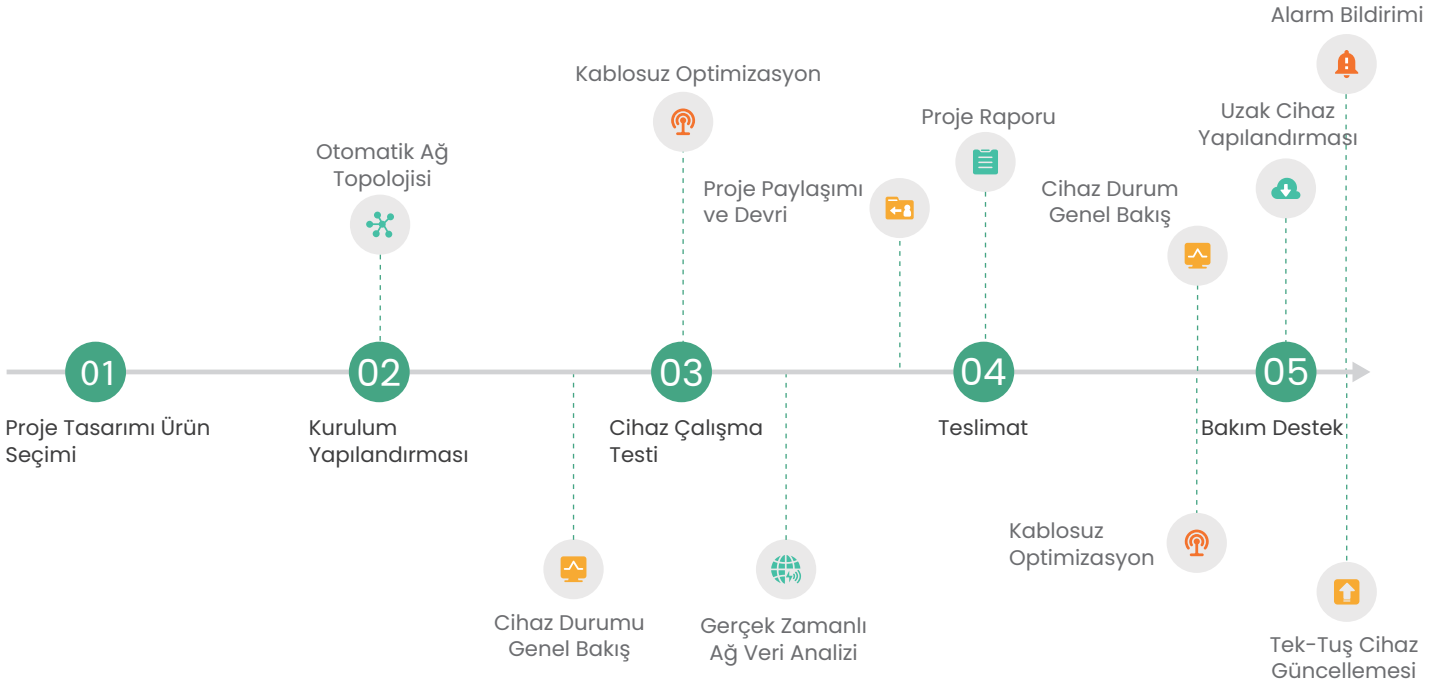 Alarm Bildirimi
Kablosuz Optimizasyon
Proje Raporu
Uzak Cihaz
Yapılandırması
Otomatik Ağ
Topolojisi
Proje Paylaşımı
ve Devri
Cihaz Durum
Genel Bakış
01
02
03
04
05
Proje Tasarımı Ürün
Seçimi
Kurulum
Yapılandırması
Cihaz Çalışma
Testi
Teslimat
Bakım Destek
Kablosuz
Optimizasyon
Cihaz Durumu
Genel Bakış
Gerçek Zamanlı
Ağ Veri Analizi
Tek-Tuş Cihaz
Güncellemesi